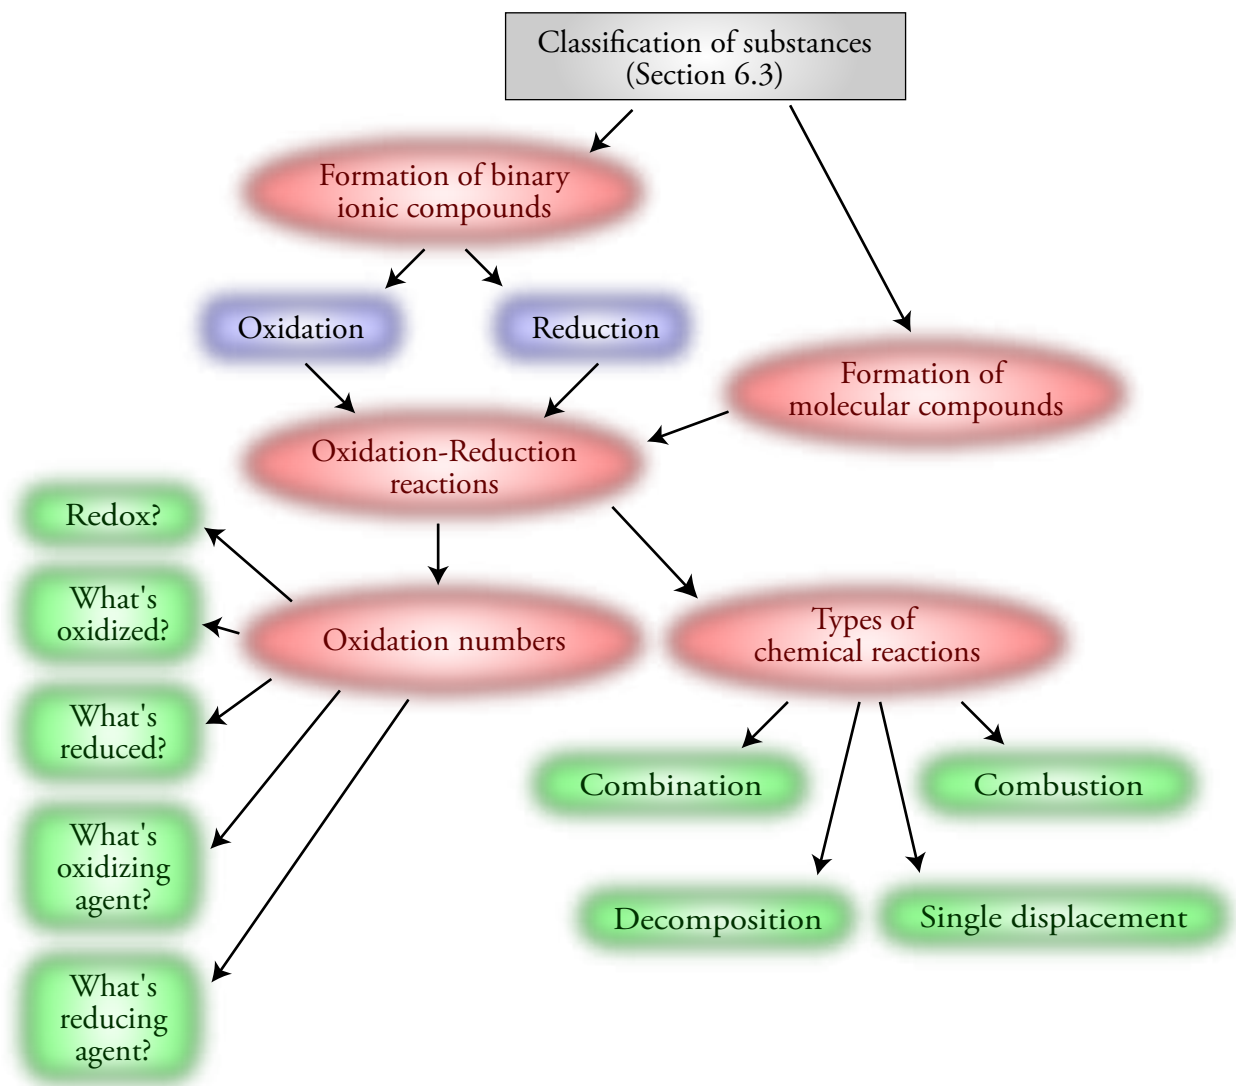 Classification of substances
(Section 6.3)
Formation of binary
ionic compounds
Oxidation
Reduction
Formation of
molecular compounds
Oxidation-Reduction
reactions
Redox?
What's
oxidized?
What's
reduced?
What's
oxidizing
agent?
What's
reducing
agent?
Oxidation numbers
Types of
chemical reactions
Combination
Combustion
Decomposition
Single displacement